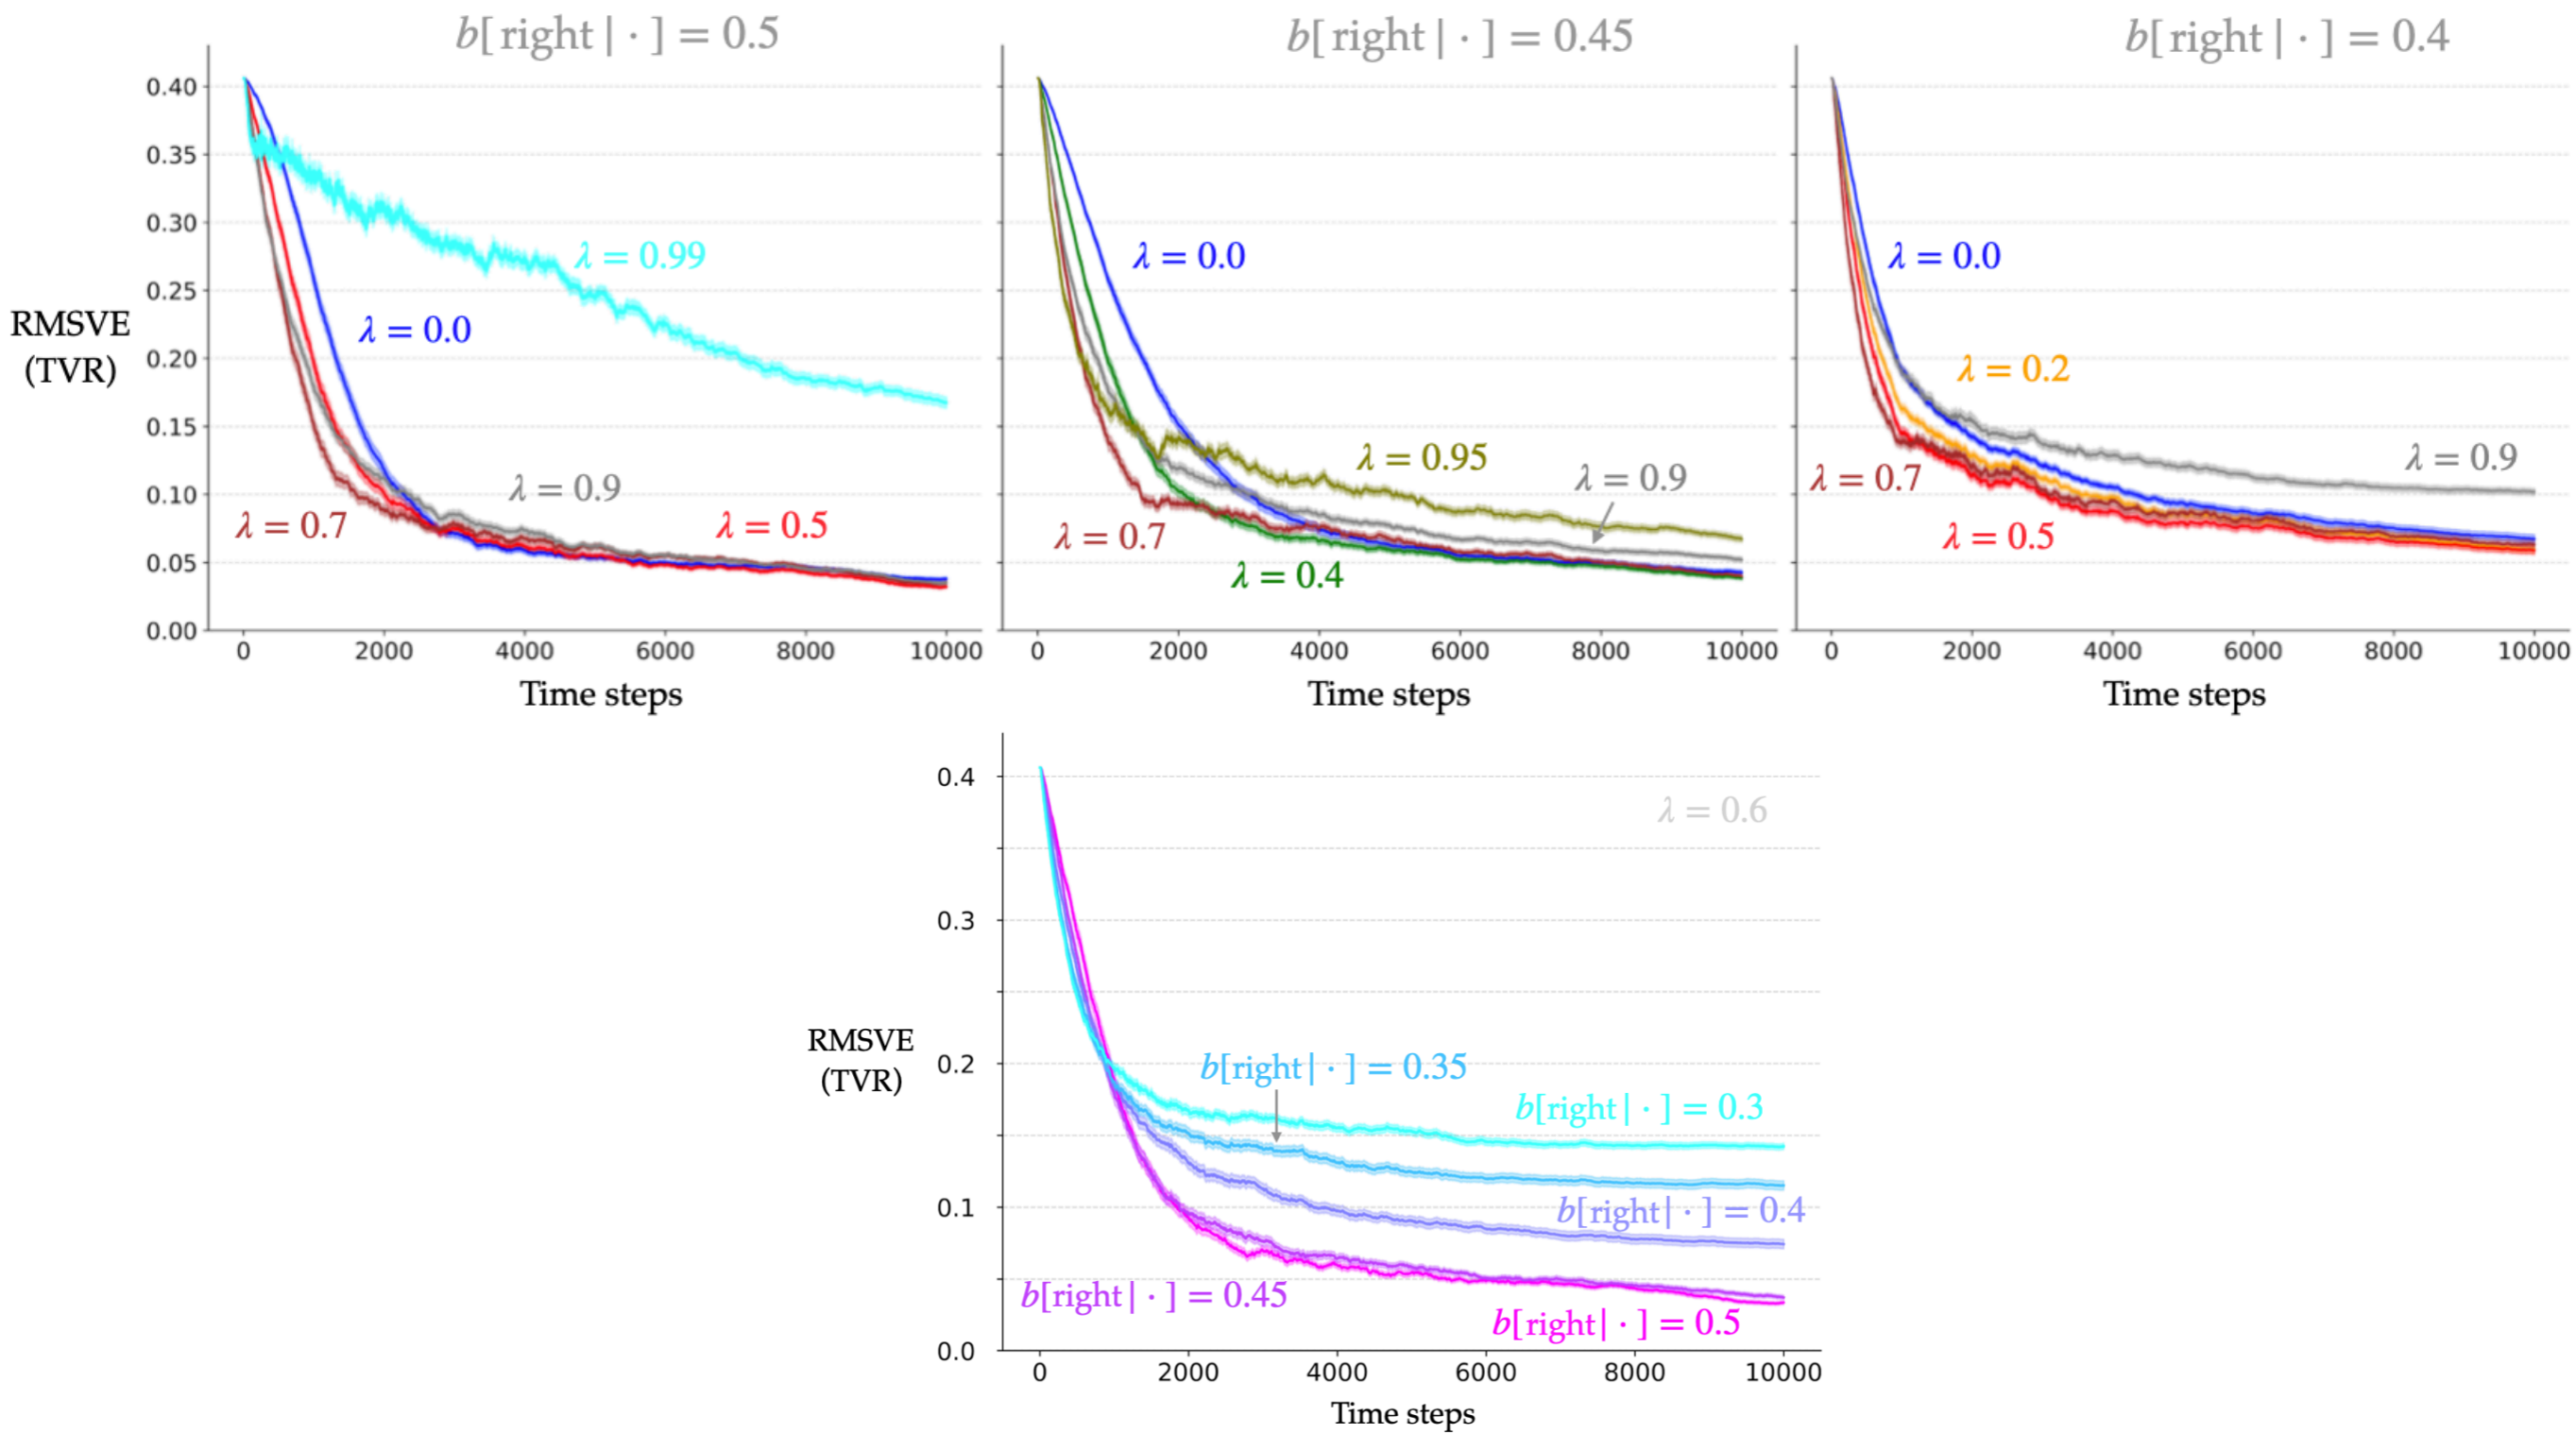 b[right | · ] = 0.5
b[right | · ] = 0.45
b[right | · ] = 0.4
RMSVE
(TVR)
0.40
0.35
0.30
0.25
0.20
0.15
0.10
0.05
0.00
λ = 0.99
λ = 0.0
λ = 0.9
λ = 0.7
λ = 0.5
0 2000 4000 6000 8000 10000
Time steps
λ = 0.0
λ = 0.95
λ = 0.9
λ = 0.7
λ = 0.4
0 2000 4000 6000 8000 10000
Time steps
λ = 0.0
λ = 0.2
λ = 0.9
λ = 0.7
λ = 0.5
0 2000 4000 6000 8000 10000
Time steps
RMSVE
(TVR)
0.4
0.3
0.2
0.1
0.0
λ = 0.6
b[right | · ] = 0.35
b[right | · ] = 0.3
b[right | · ] = 0.4
b[right | · ] = 0.45
b[right | · ] = 0.5
0 2000 4000 6000 8000 10000
Time steps